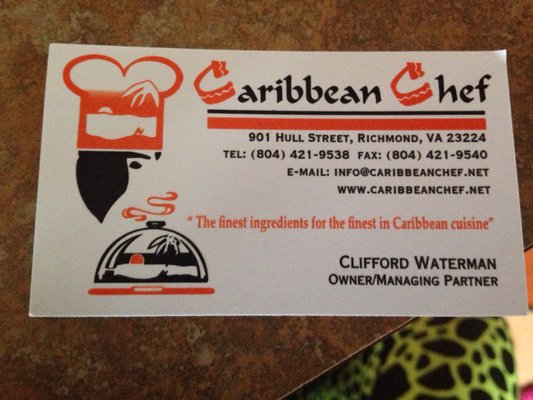 Caribbean Chef
901 Hull Street, Richmond, VA 23224
Tel: (804) 421-9538 Fax: (804) 421-9540
E-mail: info@caribbeanchef.net
www.caribbeanchef.net
" The finest ingredients for the finest in Caribbean cuisine"
Clifford Waterman
Owner/Managing Partner